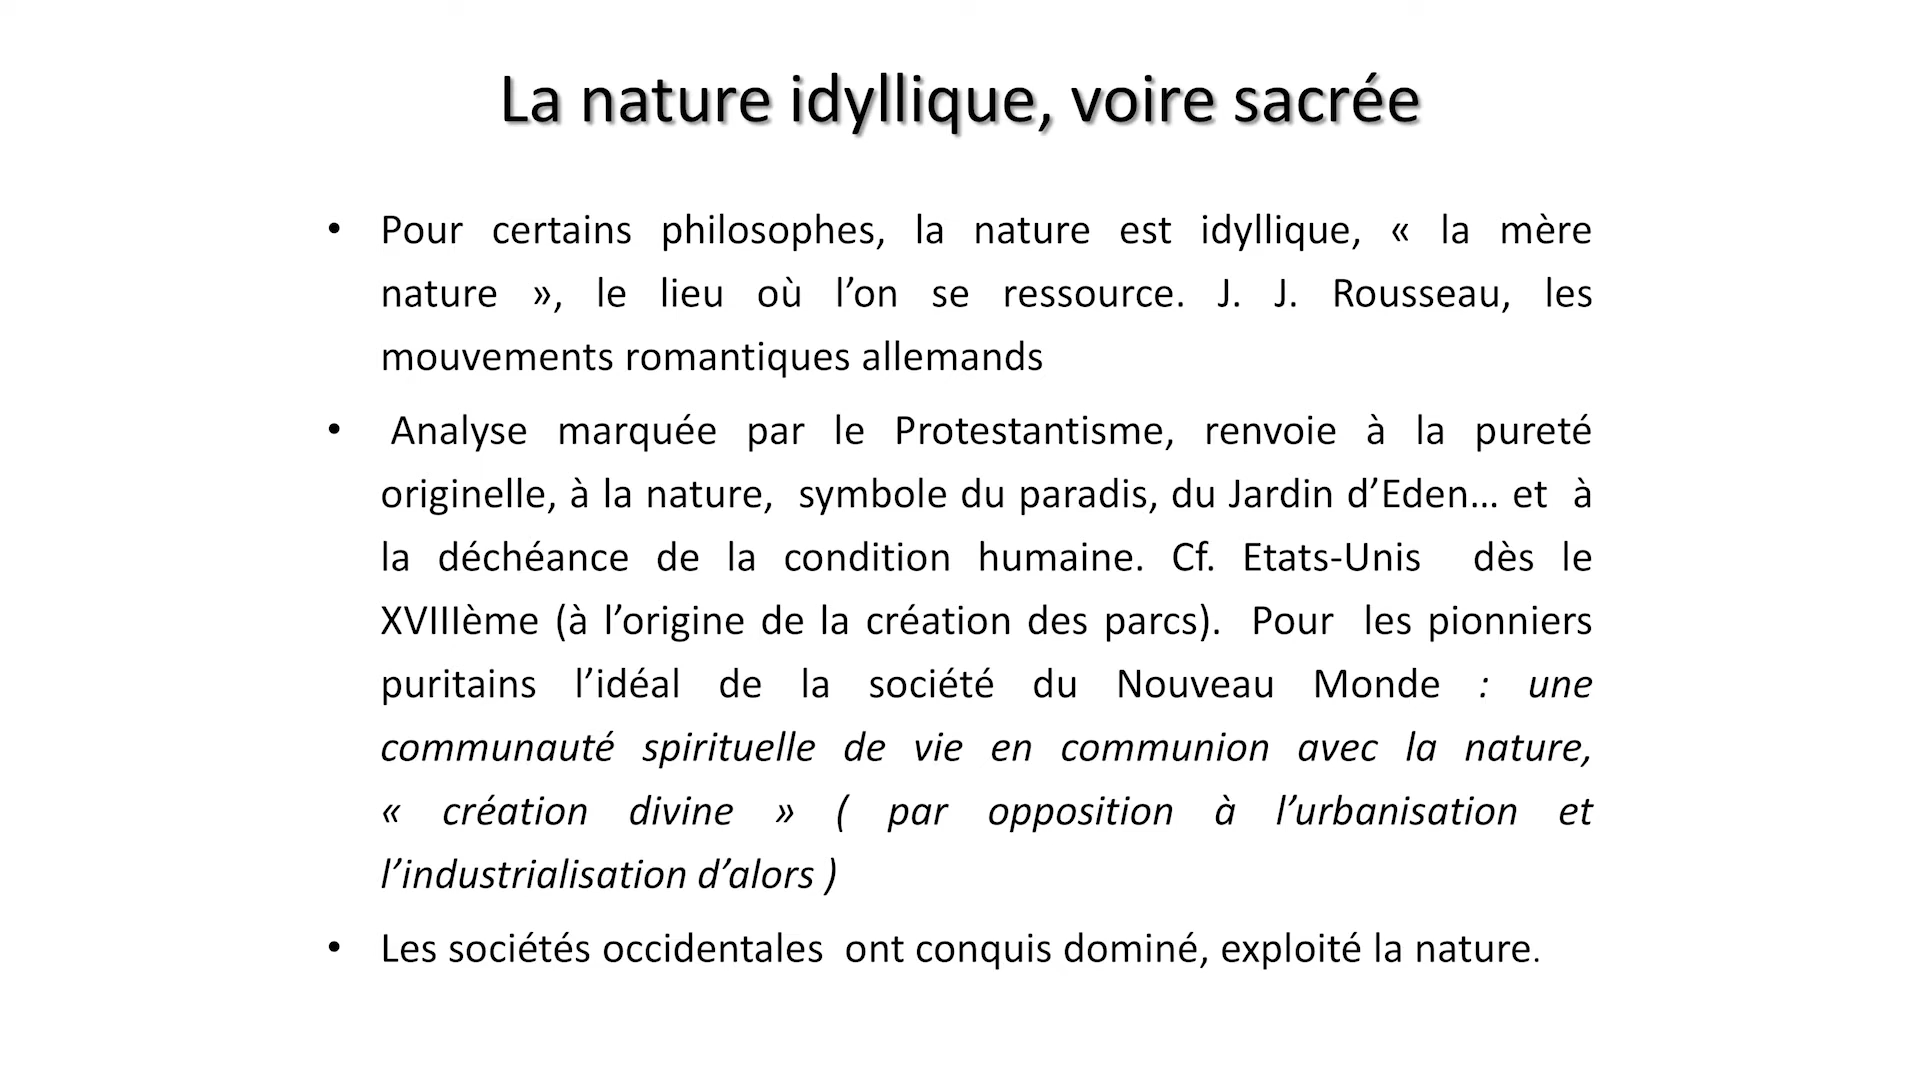 La nature idyllique, voire sacrée
• Pour certains philosophes, la nature est idyllique, « la mère
nature », le lieu où l’on se ressource. J. J. Rousseau, les
mouvements romantiques allemands
• Analyse marquée par le Protestantisme, renvoie à la pureté
originelle, à la nature, symbole du paradis, du Jardin d’Eden… et à
la déchéance de la condition humaine. Cf. Etats-Unis dès le
XVIIIème (à l’origine de la création des parcs). Pour les pionniers
puritains l’idéal de la société du Nouveau Monde : une
communauté spirituelle de vie en communion avec la nature,
« création divine » ( par opposition à l’urbanisation et
l’industrialisation d’alors )
• Les sociétés occidentales ont conquis dominé, exploité la nature.